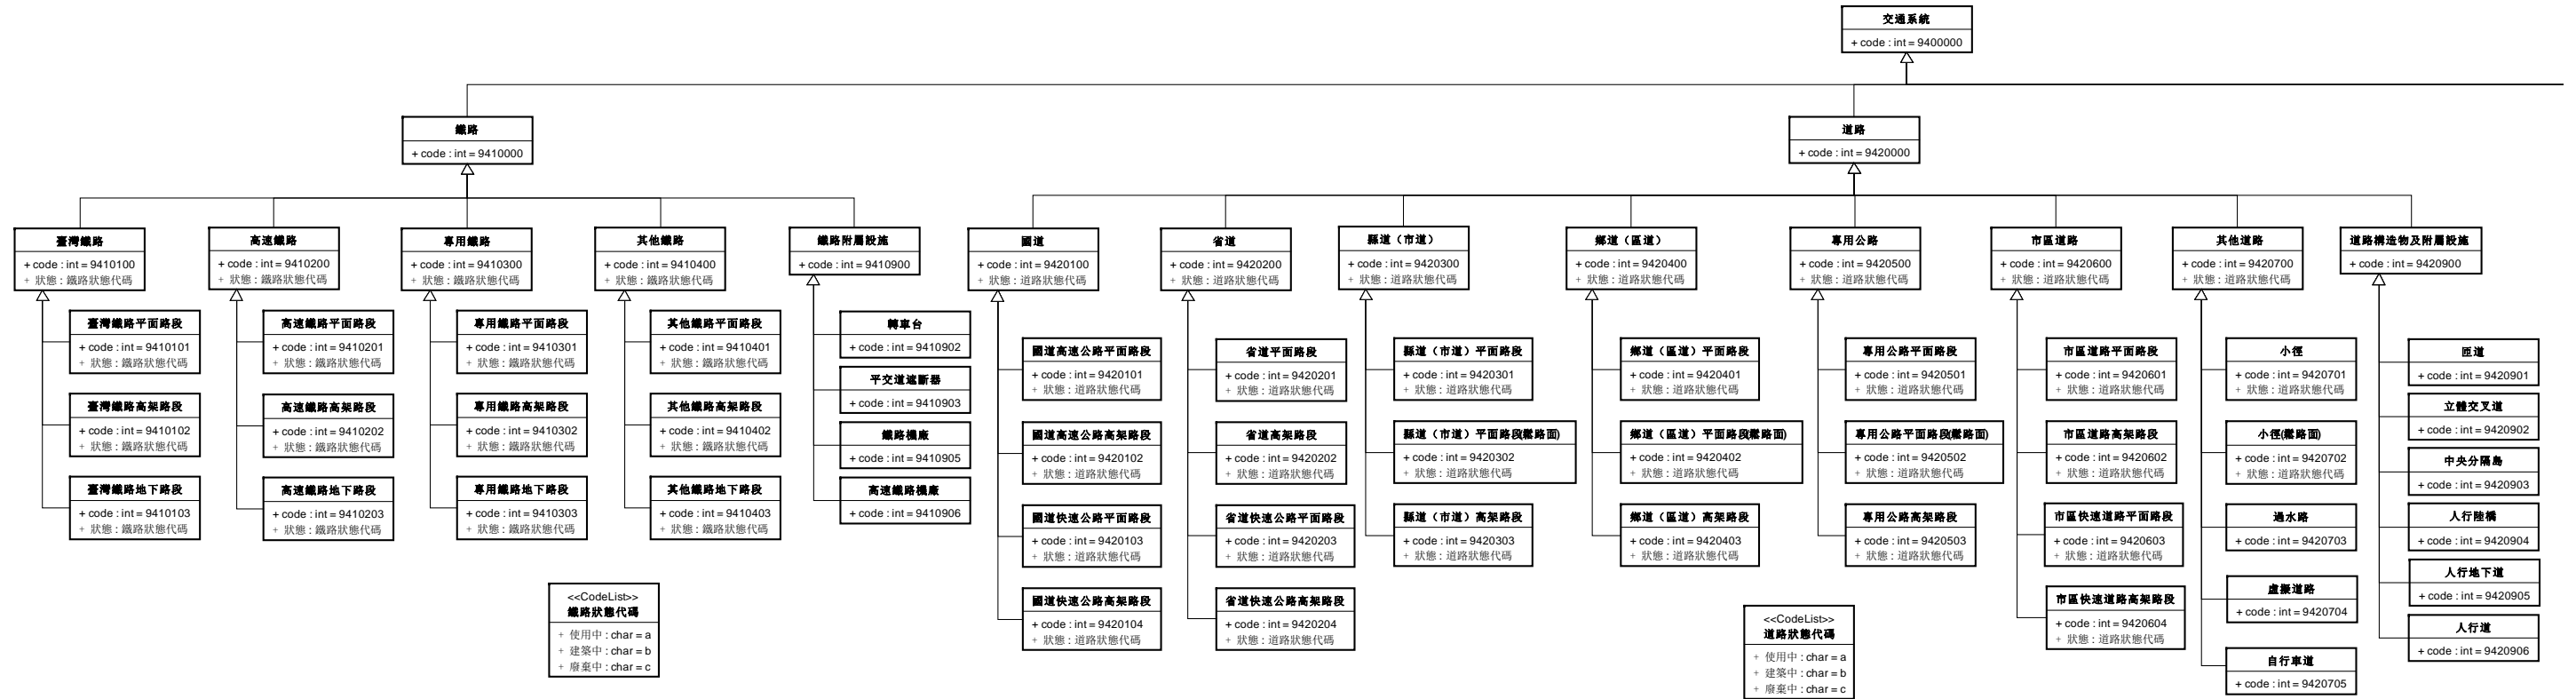 交通系統
+ code : int = 9400000
鐵路
+ code : int = 9410000
道路
+ code : int = 9420000
臺灣鐵路
+ code : int = 9410100
+ 狀態 : 鐵路狀態代碼
高速鐵路
+ code : int = 9410200
+ 狀態 : 鐵路狀態代碼
專用鐵路
+ code : int = 9410300
+ 狀態 : 鐵路狀態代碼
其他鐵路
+ code : int = 9410400
+ 狀態 : 鐵路狀態代碼
鐵路附屬設施
+ code : int = 9410900
國道
+ code : int = 9420100
+ 狀態 : 道路狀態代碼
省道
+ code : int = 9420200
+ 狀態 : 道路狀態代碼
縣道（市道）
+ code : int = 9420300
+ 狀態 : 道路狀態代碼
鄉道（區道）
+ code : int = 9420400
+ 狀態 : 道路狀態代碼
專用公路
+ code : int = 9420500
+ 狀態 : 道路狀態代碼
市區道路
+ code : int = 9420600
+ 狀態 : 道路狀態代碼
其他道路
+ code : int = 9420700
+ 狀態 : 道路狀態代碼
道路構造物及附屬設施
+ code : int = 9420900
臺灣鐵路平面路段
+ code : int = 9410101
+ 狀態 : 鐵路狀態代碼
臺灣鐵路高架路段
+ code : int = 9410102
+ 狀態 : 鐵路狀態代碼
臺灣鐵路地下路段
+ code : int = 9410103
+ 狀態 : 鐵路狀態代碼
高速鐵路平面路段
+ code : int = 9410201
+ 狀態 : 鐵路狀態代碼
高速鐵路高架路段
+ code : int = 9410202
+ 狀態 : 鐵路狀態代碼
高速鐵路地下路段
+ code : int = 9410203
+ 狀態 : 鐵路狀態代碼
專用鐵路平面路段
+ code : int = 9410301
+ 狀態 : 鐵路狀態代碼
專用鐵路高架路段
+ code : int = 9410302
+ 狀態 : 鐵路狀態代碼
專用鐵路地下路段
+ code : int = 9410303
+ 狀態 : 鐵路狀態代碼
其他鐵路平面路段
+ code : int = 9410401
+ 狀態 : 鐵路狀態代碼
其他鐵路高架路段
+ code : int = 9410402
+ 狀態 : 鐵路狀態代碼
其他鐵路地下路段
+ code : int = 9410403
+ 狀態 : 鐵路狀態代碼
轉車台
+ code : int = 9410902
平交道遮斷器
+ code : int = 9410903
鐵路機廠
+ code : int = 9410905
高速鐵路機廠
+ code : int = 9410906
國道高速公路平面路段
+ code : int = 9420101
+ 狀態 : 道路狀態代碼
國道高速公路高架路段
+ code : int = 9420102
+ 狀態 : 道路狀態代碼
國道快速公路平面路段
+ code : int = 9420103
+ 狀態 : 道路狀態代碼
國道快速公路高架路段
+ code : int = 9420104
+ 狀態 : 道路狀態代碼
省道平面路段
+ code : int = 9420201
+ 狀態 : 道路狀態代碼
省道高架路段
+ code : int = 9420202
+ 狀態 : 道路狀態代碼
省道快速公路平面路段
+ code : int = 9420203
+ 狀態 : 道路狀態代碼
省道快速公路高架路段
+ code : int = 9420204
+ 狀態 : 道路狀態代碼
縣道（市道）平面路段
+ code : int = 9420301
+ 狀態 : 道路狀態代碼
縣道（市道）平面路段(鬆路面)
+ code : int = 9420302
+ 狀態 : 道路狀態代碼
縣道（市道）高架路段
+ code : int = 9420303
+ 狀態 : 道路狀態代碼
鄉道（區道）平面路段
+ code : int = 9420401
+ 狀態 : 道路狀態代碼
鄉道（區道）平面路段(鬆路面)
+ code : int = 9420402
+ 狀態 : 道路狀態代碼
鄉道（區道）高架路段
+ code : int = 9420403
+ 狀態 : 道路狀態代碼
專用公路平面路段
+ code : int = 9420501
+ 狀態 : 道路狀態代碼
專用公路平面路段(鬆路面)
+ code : int = 9420502
+ 狀態 : 道路狀態代碼
專用公路高架路段
+ code : int = 9420503
+ 狀態 : 道路狀態代碼
市區道路平面路段
+ code : int = 9420601
+ 狀態 : 道路狀態代碼
市區道路高架路段
+ code : int = 9420602
+ 狀態 : 道路狀態代碼
市區快速道路平面路段
+ code : int = 9420603
+ 狀態 : 道路狀態代碼
市區快速道路高架路段
+ code : int = 9420604
+ 狀態 : 道路狀態代碼
小徑
+ code : int = 9420701
+ 狀態 : 道路狀態代碼
小徑(鬆路面)
+ code : int = 9420702
+ 狀態 : 道路狀態代碼
過水路
+ code : int = 9420703
虛擬道路
+ code : int = 9420704
自行車道
+ code : int = 9420705
匝道
+ code : int = 9420901
立體交叉道
+ code : int = 9420902
中央分隔島
+ code : int = 9420903
人行陸橋
+ code : int = 9420904
人行地下道
+ code : int = 9420905
人行道
+ code : int = 9420906
<<CodeList>>
鐵路狀態代碼
+ 使用中 : char = a
+ 建築中 : char = b
+ 廢棄中 : char = c
<<CodeList>>
道路狀態代碼
+ 使用中 : char = a
+ 建築中 : char = b
+ 廢棄中 : char = c